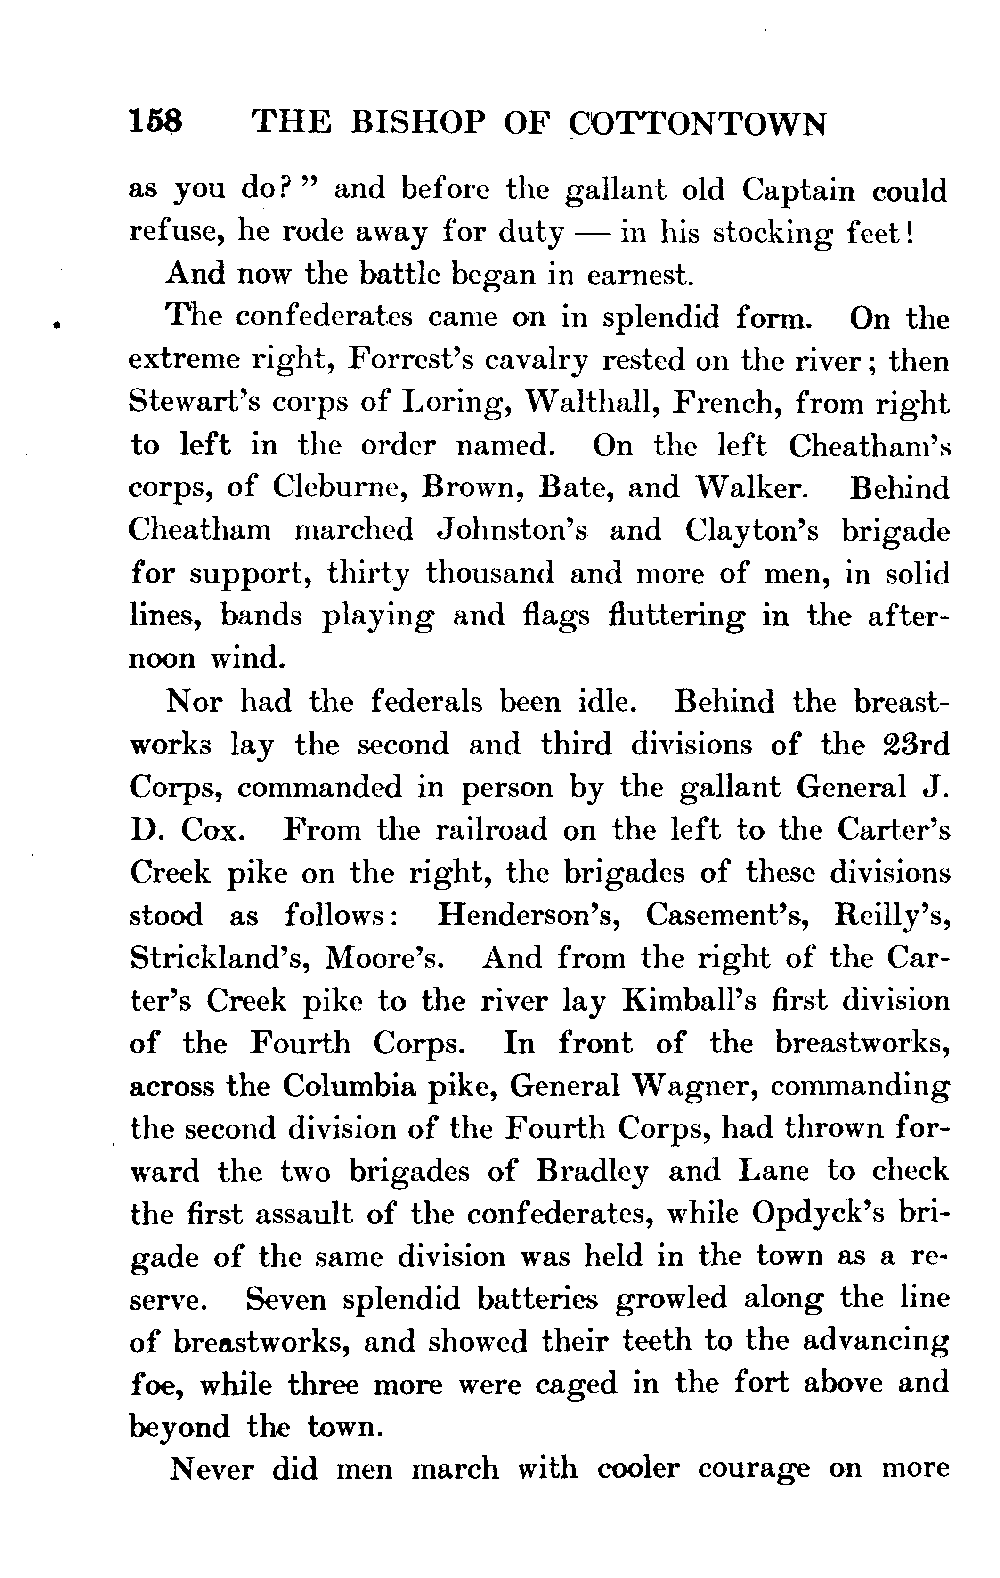 158 THE BISHOP OF COTTONTOWN
as you do?" and before the gallant old Captain could
refuse, he rode away for duty — in his stocking feet!
And now the battle began in earnest.
The confederates came on in splendid form. On the
extreme right, Forrest's cavalry rested on the river; then
Stewart's corps of Loring, Walthall, French, from right
to left in the order named. On the left Cheatham's
corps, of Cleburne, Brown, Bate, and Walker. Behind
Cheatham marched Johnston's and Clayton's brigade
for support, thirty thousand and more of men, in solid
lines, bands playing and flags fluttering in the after-
noon wind.
Nor had the federals been idle. Behind the breast-
works lay the second and third divisions of the 23rd
Corps, commanded in person by the gallant General J.
D. Cox. From the railroad on the left to the Carter's
Creek pike on the right, the brigades of these divisions
stood as follows: Henderson's, Casement's, Reilly's,
Strickland's, Moore's. And from the right of the Car-
ter's Creek pike to the river lay Kimball's first division
of the Fourth Corps. In front of the breastworks,
across the Columbia pike, General Wagner, commanding
the second division of the Fourth Corps, had thrown for-
ward the two brigades of Bradley and Lane to check
the first assault of the confederates, while Opdyck's bri-
gade of the same division was held in the town as a re-
serve. Seven splendid batteries growled along the line
of breastworks, and showed their teeth to the advancing
foe, while three more were caged in the fort above and
beyond the town.
Never did men march with cooler courage on more